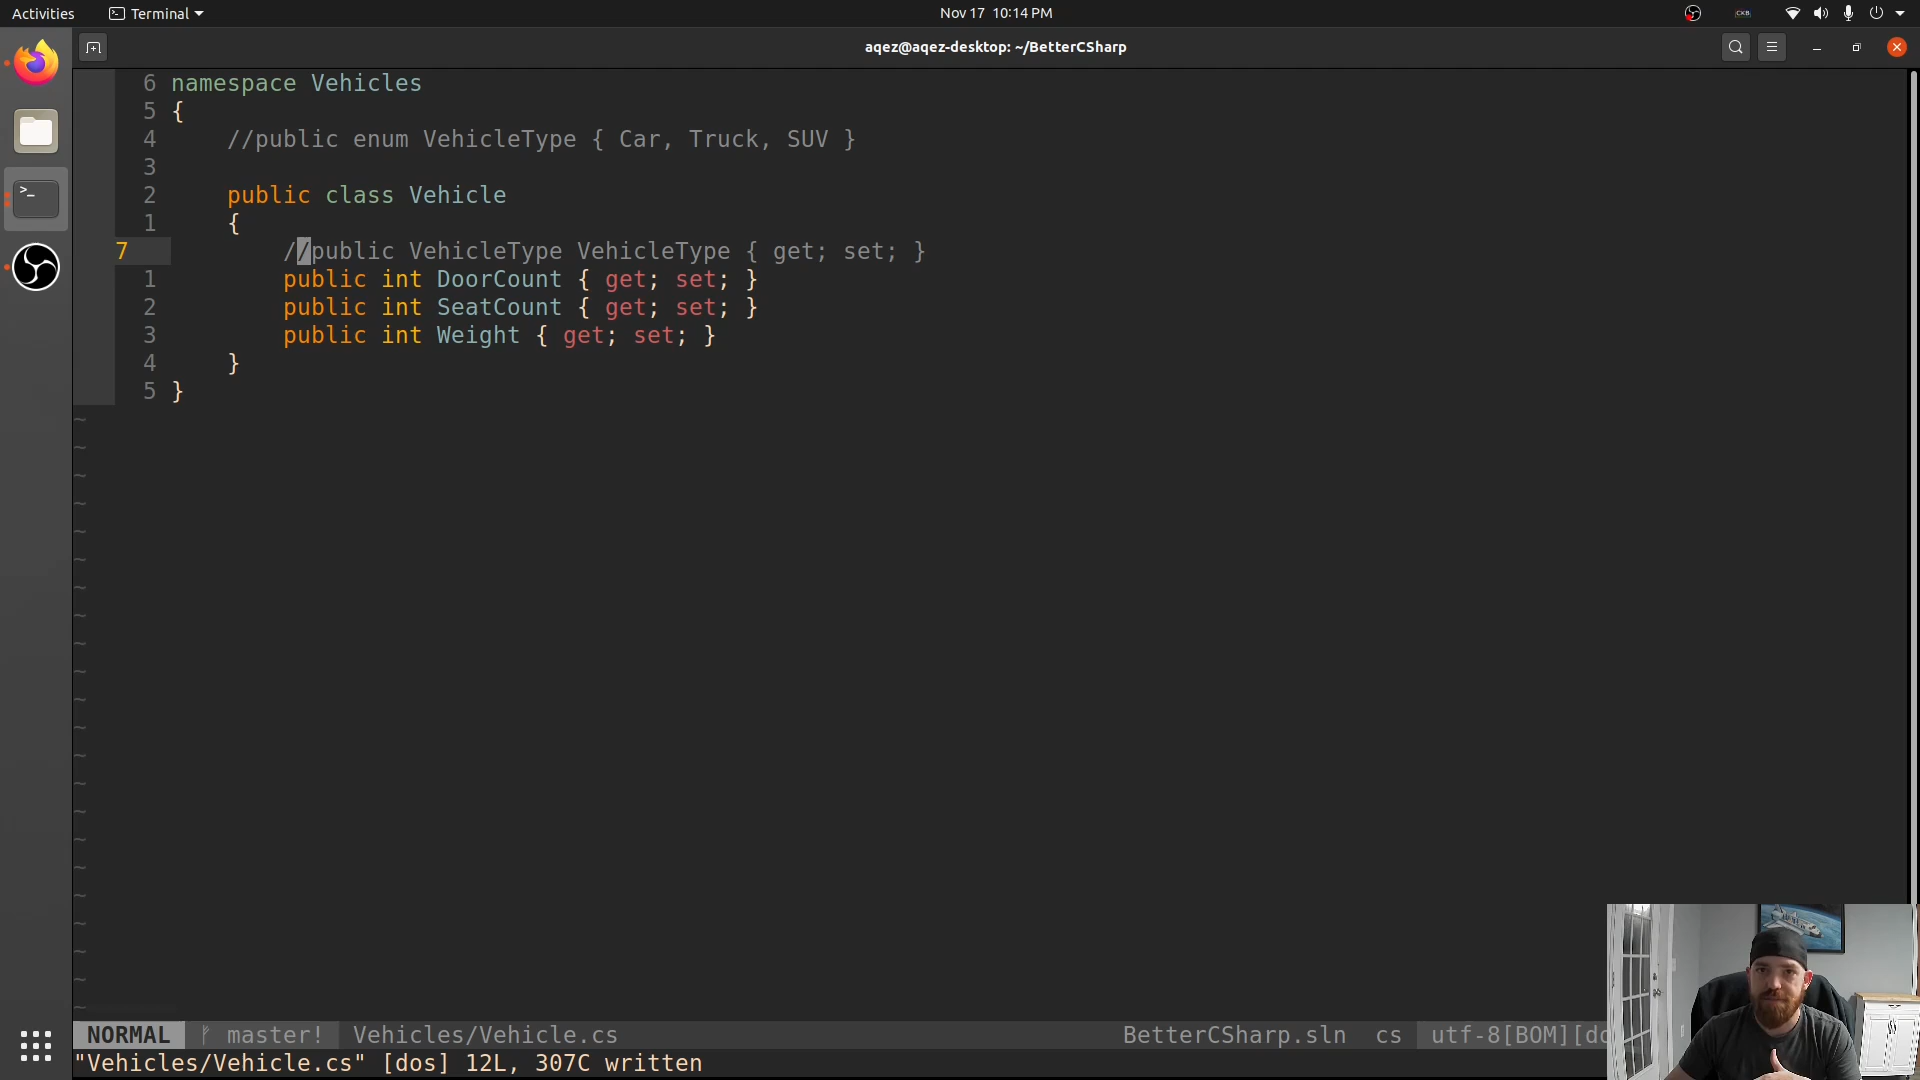 Activities Terminal Nov 17 10:14 PM CKB
aqez@aqez-desktop: ~/BetterCSharp
6 namespace Vehicles
5 {
4 //public enum VehicleType { Car, Truck, SUV }
3
2 public class Vehicle
1 {
7 //public VehicleType VehicleType { get; set; }
1 public int DoorCount { get; set; }
2 public int SeatCount { get; set; }
3 public int Weight { get; set; }
4 }
5 }
NORMAL master! Vehicles/Vehicle.cs BetterCSharp.sln cs utf-8[BOM][do
"Vehicles/Vehicle.cs" [dos] 12L, 307C written